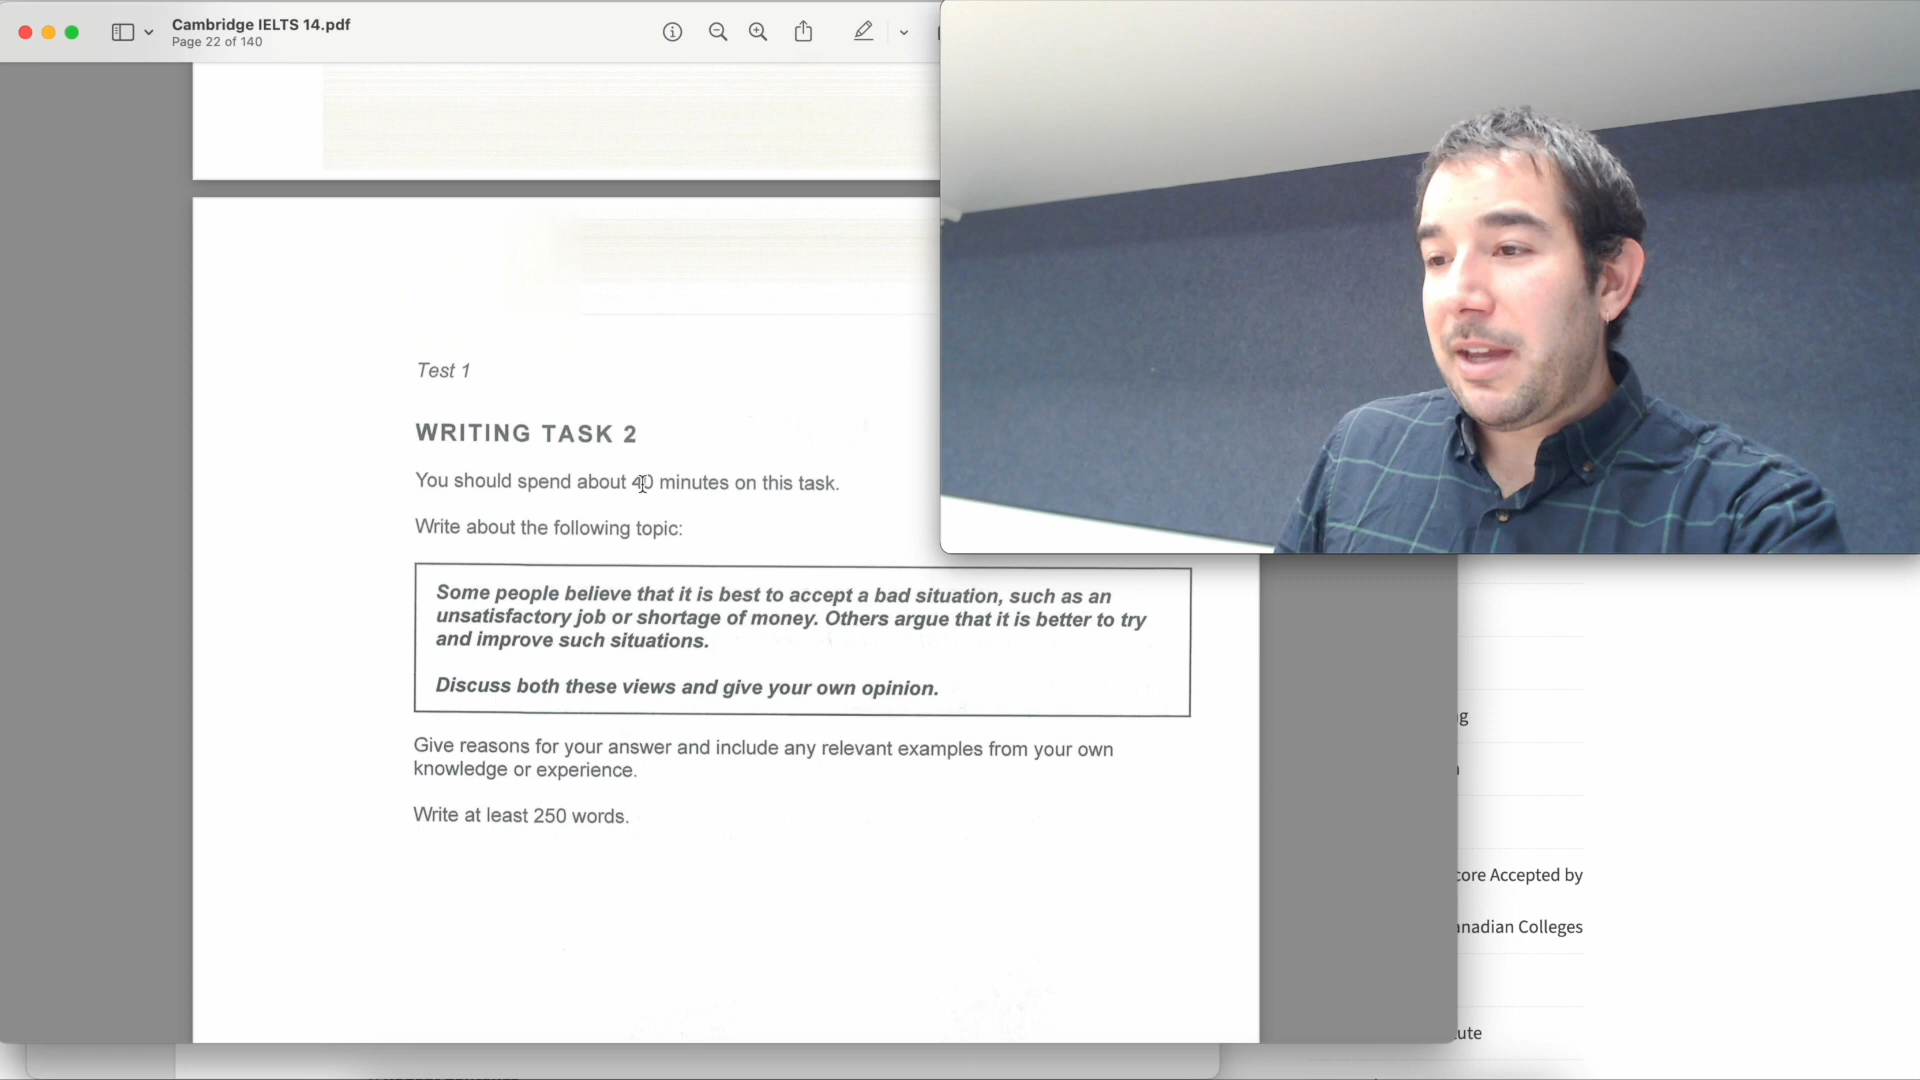 Cambridge IELTS 14.pdf
Page 22 of 140
Test 1
WRITING TASK 2
You should spend about 40 minutes on this task.
Write about the following topic:
Some people believe that it is best to accept a bad situation, such as an
unsatisfactory job or shortage of money. Others argue that it is better to try
and improve such situations.
Discuss both these views and give your own opinion.
Give reasons for your answer and include any relevant examples from your own
knowledge or experience.
Write at least 250 words.
Accepted by
Colleges